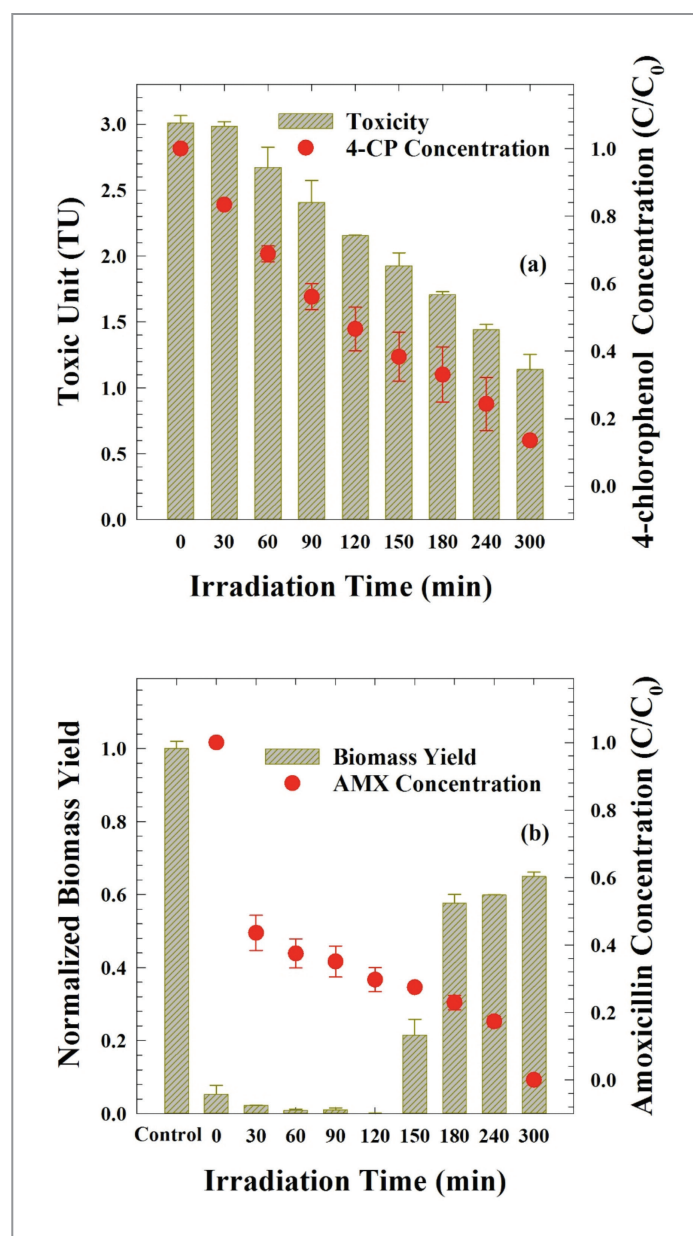 Toxicity
4-CP Concentration
(a)
Toxic Unit (TU)
3.0
2.5
2.0
1.5
1.0
0.5
0.0
4-chlorophenol Concentration (C/C0)
1.0
0.8
0.6
0.4
0.2
0.0
0 30 60 90 120 150 180 240 300
Irradiation Time (min)
Biomass Yield
AMX Concentration
(b)
Normalized Biomass Yield
1.0
0.8
0.6
0.4
0.2
0.0
Amoxicillin Concentration (C/C0)
1.0
0.8
0.6
0.4
0.2
0.0
Control 0 30 60 90 120 150 180 240 300
Irradiation Time (min)